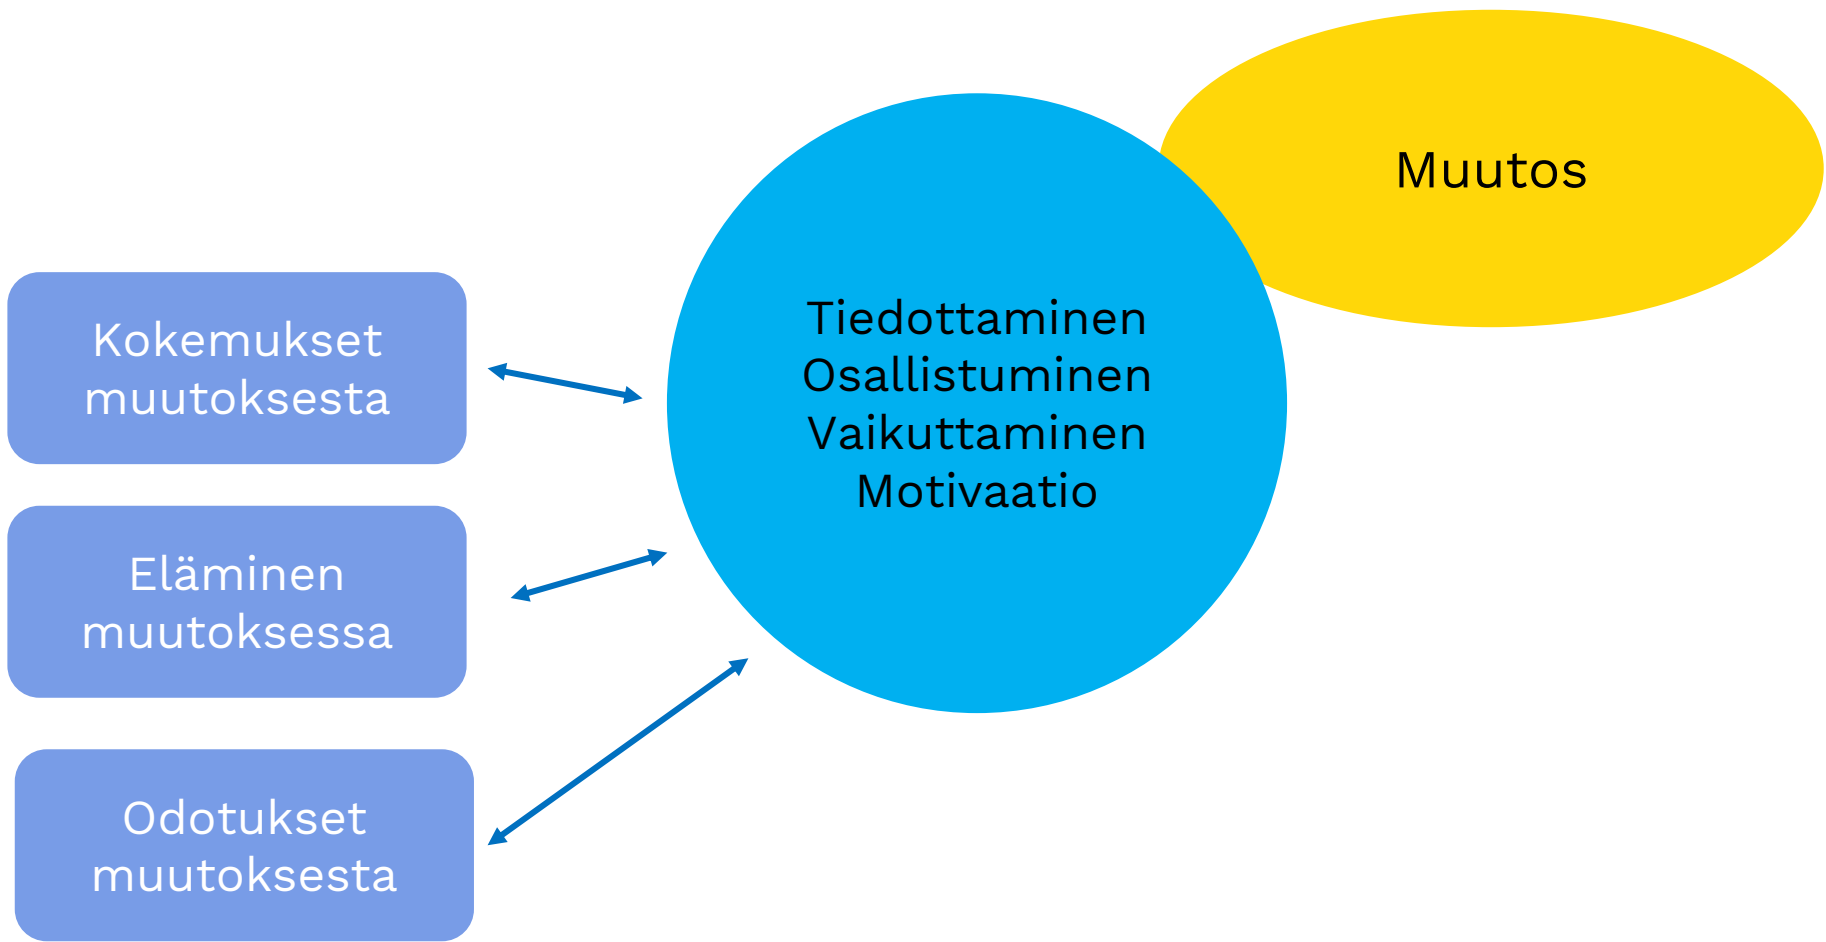 Muutos
Tiedottaminen
Osallistuminen
Vaikuttaminen
Motivaatio
Kokemukset
muutoksesta
Eläminen
muutoksessa
Odotukset
muutoksesta